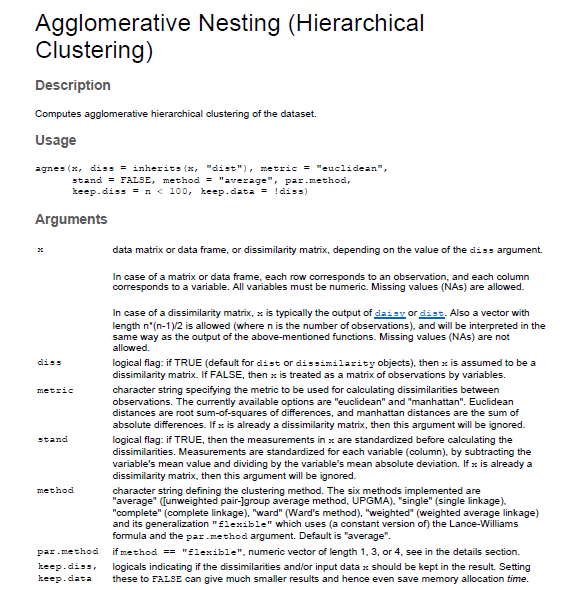 Agglomerative Nesting (Hierarchical
Clustering)
Description
Computes agglomerative hierarchical clustering of the dataset.
Usage
agnes(x, diss = inherits(x, "dist"), metric = "euclidean",
stand = FALSE, method = "average", par.method,
keep.diss = n < 100, keep.data = !diss)
Arguments
x data matrix or data frame, or dissimilarity matrix, depending on the value of the diss argument.
In case of a matrix or data frame, each row corresponds to an observation, and each column
corresponds to a variable. All variables must be numeric. Missing values (NAs) are allowed.
In case of a dissimilarity matrix, x is typically the output of daisy or dist. Also a vector with
length n*(n-1)/2 is allowed (where n is the number of observations), and will be interpreted in the
same way as the output of the above-mentioned functions. Missing values (NAs) are not
allowed.
diss logical flag: if TRUE (default for dist or dissimilarity objects), then x is assumed to be a
dissimilarity matrix. If FALSE, then x is treated as a matrix of observations by variables.
metric character string specifying the metric to be used for calculating dissimilarities between
observations. The currently available options are "euclidean" and "manhattan". Euclidean
distances are root sum-of-squares of differences, and manhattan distances are the sum of
absolute differences. If x is already a dissimilarity matrix, then this argument will be ignored.
stand logical flag: if TRUE, then the measurements in x are standardized before calculating the
dissimilarities. Measurements are standardized for each variable (column), by subtracting the
variable's mean value and dividing by the variable's mean absolute deviation. If x is already a
dissimilarity matrix, then this argument will be ignored.
method character string defining the clustering method. The six methods implemented are
"average" ([unweighted pair-]group average method, UPGMA), "single" (single linkage),
"complete" (complete linkage), "ward" (Ward's method), "weighted" (weighted average linkage)
and its generalization "flexible" which uses (a constant version of) the Lance-Williams
formula and the par.method argument. Default is "average".
par.method if method == "flexible", numeric vector of length 1, 3, or 4, see in the details section.
keep.diss, logicals indicating if the dissimilarities and/or input data x should be kept in the result. Setting
keep.data these to FALSE can give much smaller results and hence even save memory allocation time.